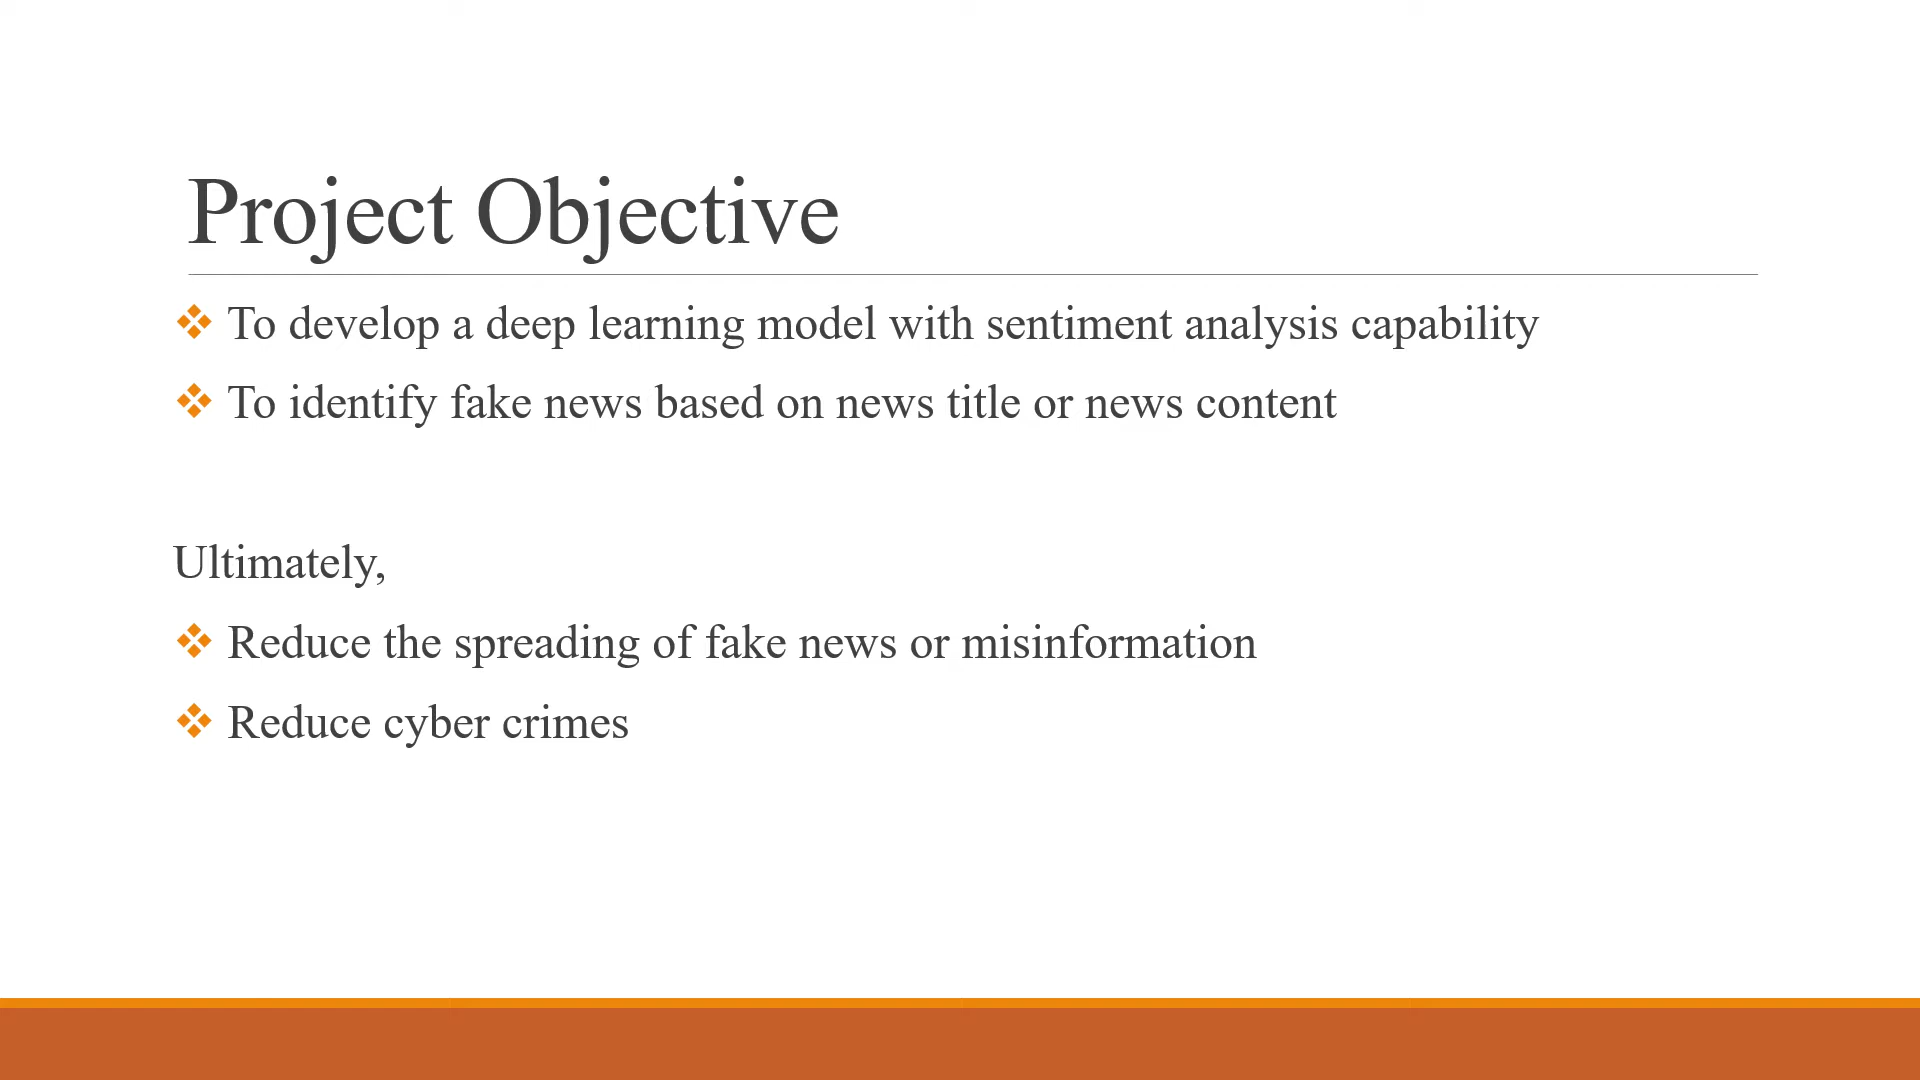 Project Objective
❖ To develop a deep learning model with sentiment analysis capability
❖ To identify fake news based on news title or news content
Ultimately,
❖ Reduce the spreading of fake news or misinformation
❖ Reduce cyber crimes